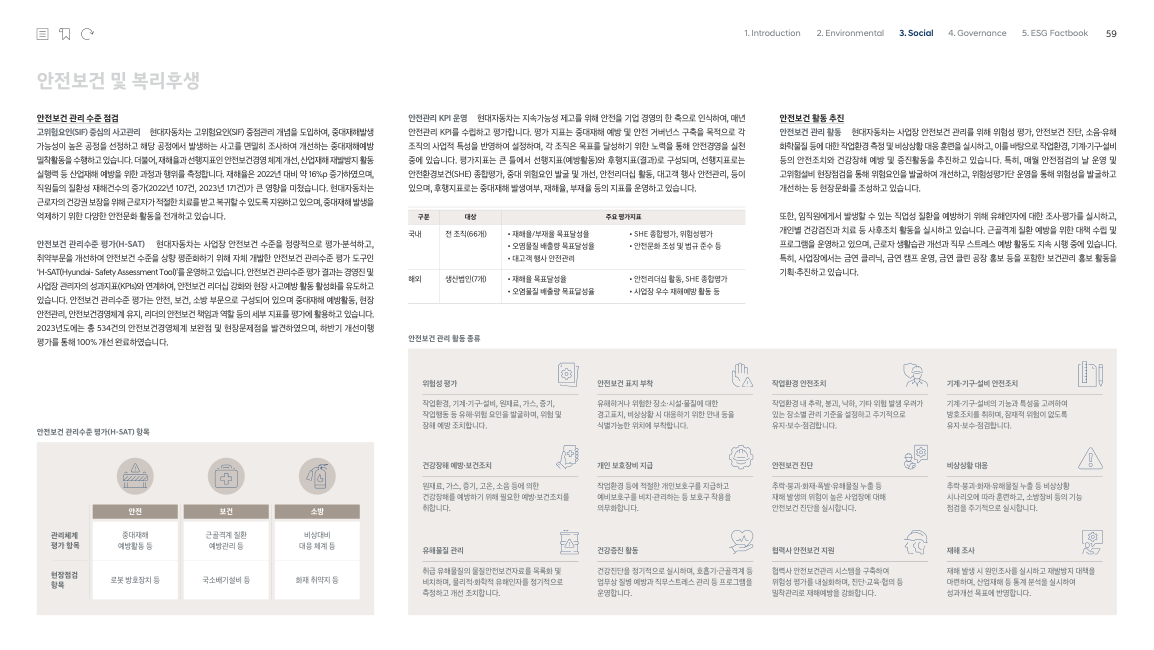 1. Introduction 2. Environmental 3. Social 4. Governance 5. ESG Factbook 59
안전보건 및 복리후생
안전보건 관리 수준 점검
고위험요인(SIF) 중심의 사고관리 현대자동차는 고위험요인(SIF) 중점관리 개념을 도입하여, 중대재해발생
가능성이 높은 공정을 선정하고 해당 공정에서 발생하는 사고를 면밀히 조사하여 개선하는 중대재해예방
밀착활동을 수행하고 있습니다. 더불어, 재해율과 선행지표인 안전보건경영 체계 개선, 산업재해 재발방지 활동
실행력 등 산업재해 예방을 위한 과정과 행위를 측정합니다. 재해율은 2022년 대비 약 16%p 증가하였으며,
직원들의 질환성 재해건수의 증가(2022년 107건, 2023년 171건)가 큰 영향을 미쳤습니다. 현대자동차는
근로자의 건강권 보장을 위해 근로자가 적절한 치료를 받고 복귀할 수 있도록 지원하고 있으며, 중대재해 발생을
억제하기 위한 다양한 안전문화 활동을 전개하고 있습니다.
안전보건 관리수준 평가(H-SAT) 현대자동차는 사업장 안전보건 수준을 정량적으로 평가·분석하고,
취약부문을 개선하여 안전보건 수준을 상향 평준화하기 위해 자체 개발한 안전보건 관리수준 평가 도구인
'H-SAT(Hyundai- Safety Assessment Tool)'를 운영하고 있습니다. 안전보건 관리수준 평가 결과는 경영진 및
사업장 관리자의 성과지표(KPIs)와 연계하여, 안전보건 리더십 강화와 현장 사고예방 활동 활성화를 유도하고
있습니다. 안전보건 관리수준 평가는 안전, 보건, 소방 부문으로 구성되어 있으며 중대재해 예방활동, 현장
안전관리, 안전보건경영체계 유지, 리더의 안전보건 책임과 역할 등의 세부 지표를 평가에 활용하고 있습니다.
2023년도에는 총 534건의 안전보건경영체계 보완점 및 현장문제점을 발견하였으며, 하반기 개선이행
평가를 통해 100% 개선 완료하였습니다.
안전보건 관리수준 평가(H-SAT) 항목
안전 보건 소방
관리체계
평가 항목
중대재해
예방활동 등
근골격계 질환
예방관리 등
비상대비
대응 체계 등
현장점검
항목
로봇 방호장치 등 국소배기설비 등 화재 취약지 등
안전관리 KPI 운영 현대자동차는 지속가능성 제고를 위해 안전을 기업 경영의 한 축으로 인식하여, 매년
안전관리 KPI를 수립하고 평가합니다. 평가 지표는 중대재해 예방 및 안전 거버넌스 구축을 목적으로 각
조직의 사업적 특성을 반영하여 설정하며, 각 조직은 목표를 달성하기 위한 노력을 통해 안전경영을 실천
중에 있습니다. 평가지표는 큰 틀에서 선행지표(예방활동)와 후행지표(결과)로 구성되며, 선행지표로는
안전환경보건(SHE) 종합평가, 중대 위험요인 발굴 및 개선, 안전리더십 활동, 대고객 행사 안전관리, 등이
있으며, 후행지표로는 중대재해 발생여부, 재해율, 부재율 등의 지표를 운영하고 있습니다.
구분 대상 주요 평가지표
국내 전 조직(66개) • 재해율/부재율 목표달성율 • SHE 종합평가, 위험성평가
• 오염물질 배출량 목표달성율 • 안전문화 조성 및 법규 준수 등
• 대고객 행사 안전관리
해외 생산법인(7개) • 재해율 목표달성율 • 안전리더십 활동, SHE 종합평가
• 오염물질 배출량 목표달성율 • 사업장 우수 재해예방 활동 등
안전보건 활동 추진
안전보건 관리 활동 현대자동차는 사업장 안전보건 관리를 위해 위험성 평가, 안전보건 진단, 소음·유해
화학물질 등에 대한 작업환경 측정 및 비상상황 대응 훈련을 실시하고, 이를 바탕으로 작업환경, 기계·기구·설비
등의 안전조치와 건강장해 예방 및 증진활동을 추진하고 있습니다. 특히, 매월 안전점검의 날 운영 및
고위험설비 현장점검을 통해 위험요인을 발굴하여 개선하고, 위험성평가단 운영을 통해 위험성을 발굴하고
개선하는 등 현장문화를 조성하고 있습니다.
또한, 임직원에게서 발생할 수 있는 직업성 질환을 예방하기 위해 유해인자에 대한 조사·평가를 실시하고,
개인별 건강검진과 치료 등 사후조치 활동을 실시하고 있습니다. 근골격계 질환 예방을 위한 대책 수립 및
프로그램을 운영하고 있으며, 근로자 생활습관 개선과 직무 스트레스 예방 활동도 지속 시행 중에 있습니다.
특히, 사업장에서는 금연 클리닉, 금연 캠프 운영, 금연 클린 공장 홍보 등을 포함한 보건관리 홍보 활동을
기획·추진하고 있습니다.
안전보건 관리 활동 종류
위험성 평가
작업환경, 기계·기구·설비, 원재료, 가스, 증기,
작업행동 등 유해·위험 요인을 발굴하며, 위험 및
장해 예방 조치합니다.
안전보건 표지 부착
유해하거나 위험한 장소·시설·물질에 대한
경고표지, 비상상황 시 대응하기 위한 안내 등을
식별가능한 위치에 부착합니다.
작업환경 안전조치
작업환경 내 추락, 붕괴, 낙하, 기타 위험 발생 우려가
있는 장소별 관리 기준을 설정하고 주기적으로
유지·보수·점검합니다.
기계·기구·설비 안전조치
기계·기구·설비의 기능과 특성을 고려하여
방호조치를 취하며, 잠재적 위험이 없도록
유지·보수·점검합니다.
건강장해 예방·보건조치
원재료, 가스, 증기, 고온, 소음 등에 의한
건강장해를 예방하기 위해 필요한 예방·보건조치를
취합니다.
개인 보호장비 지급
작업환경 등에 적절한 개인보호구를 지급하고
예비보호구를 비치·관리하는 등 보호구 착용을
의무화합니다.
안전보건 진단
추락·붕괴·화재·폭발·유해물질 누출 등
재해 발생의 위험이 높은 사업장에 대해
안전보건 진단을 실시합니다.
비상상황 대응
추락·붕괴·화재·유해물질 누출 등 비상상황
시나리오에 따라 훈련하고, 소방장비 등의 기능
점검을 주기적으로 실시합니다.
유해물질 관리
취급 유해물질의 물질안전보건자료를 목록화 및
비치하며, 물리적·화학적 유해인자를 정기적으로
측정하고 개선 조치합니다.
건강증진 활동
건강진단을 정기적으로 실시하며, 호흡기·근골격계 등
업무상 질병 예방과 직무스트레스 관리 등 프로그램을
운영합니다.
협력사 안전보건 지원
협력사 안전보건관리 시스템을 구축하여
위험성 평가를 내실화하며, 진단·교육·협의 등
밀착관리로 재해예방을 강화합니다.
재해 조사
재해 발생 시 원인조사를 실시하고 재발방지 대책을
마련하며, 산업재해 등 통계 분석을 실시하여
성과개선 목표에 반영합니다.